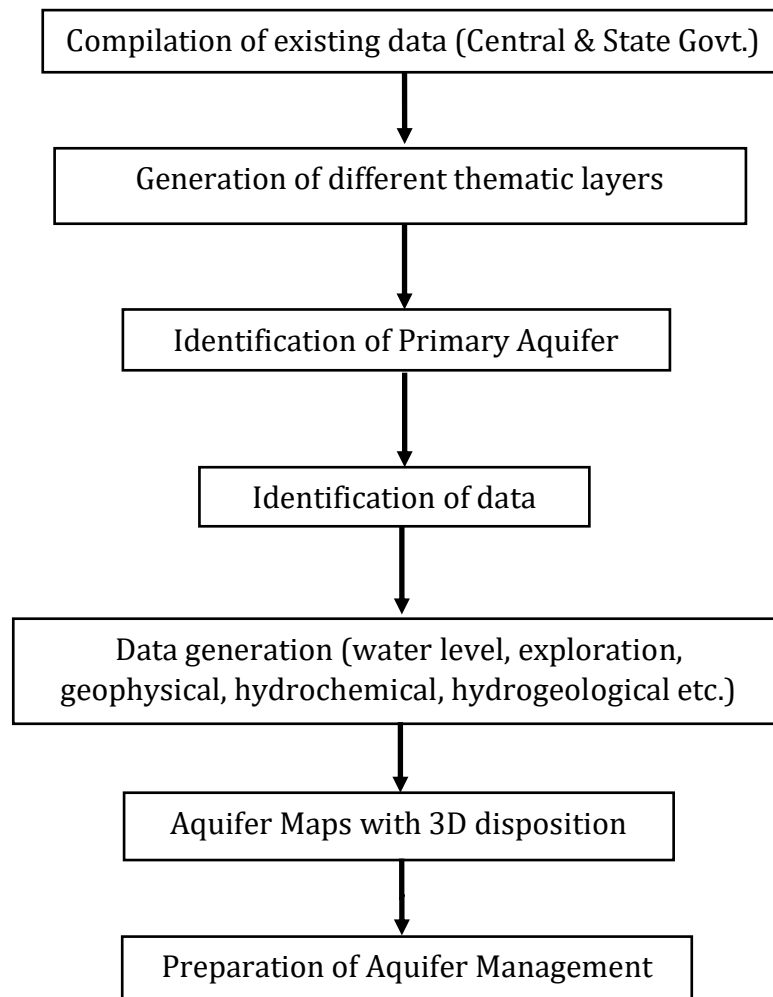 Compilation of existing data (Central & State Govt.)
Generation of different thematic layers
Identification of Primary Aquifer
Identification of data
Data generation (water level, exploration,
geophysical, hydrochemical, hydrogeological etc.)
Aquifer Maps with 3D disposition
Preparation of Aquifer Management